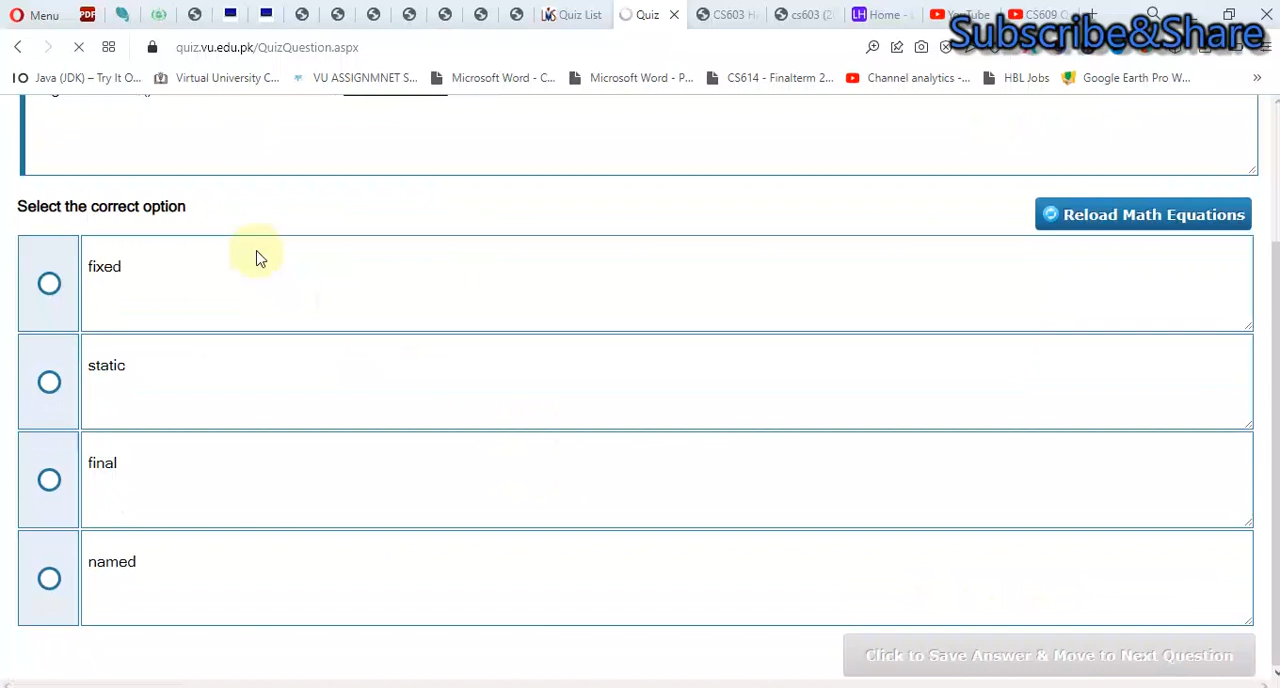 Menu
Quiz List
Quiz
CS603 H
cs603 (2
Home -
YouTube
CS609 Q
Subscribe&Share
quiz.vu.edu.pk/QuizQuestion.aspx
Java (JDK) – Try It O...
Virtual University C...
VU ASSIGNMNET S...
Microsoft Word - C...
Microsoft Word - P...
CS614 - Finalterm 2...
Channel analytics -...
HBL Jobs
Google Earth Pro W...
»
Select the correct option
Reload Math Equations
fixed
static
final
named
Click to Save Answer & Move to Next Question